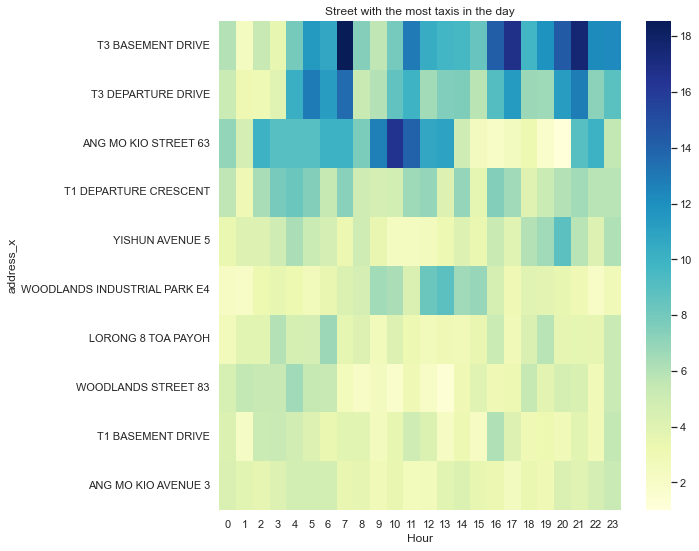 Street with the most taxis in the day
T3 BASEMENT DRIVE
T3 DEPARTURE DRIVE
ANG MO KIO STREET 63
T1 DEPARTURE CRESCENT
YISHUN AVENUE 5
WOODLANDS INDUSTRIAL PARK E4
LORONG 8 TOA PAYOH
WOODLANDS STREET 83
T1 BASEMENT DRIVE
ANG MO KIO AVENUE 3
address_x
0 1 2 3 4 5 6 7 8 9 10 11 12 13 14 15 16 17 18 19 20 21 22 23
Hour
18
16
14
12
10
8
6
4
2